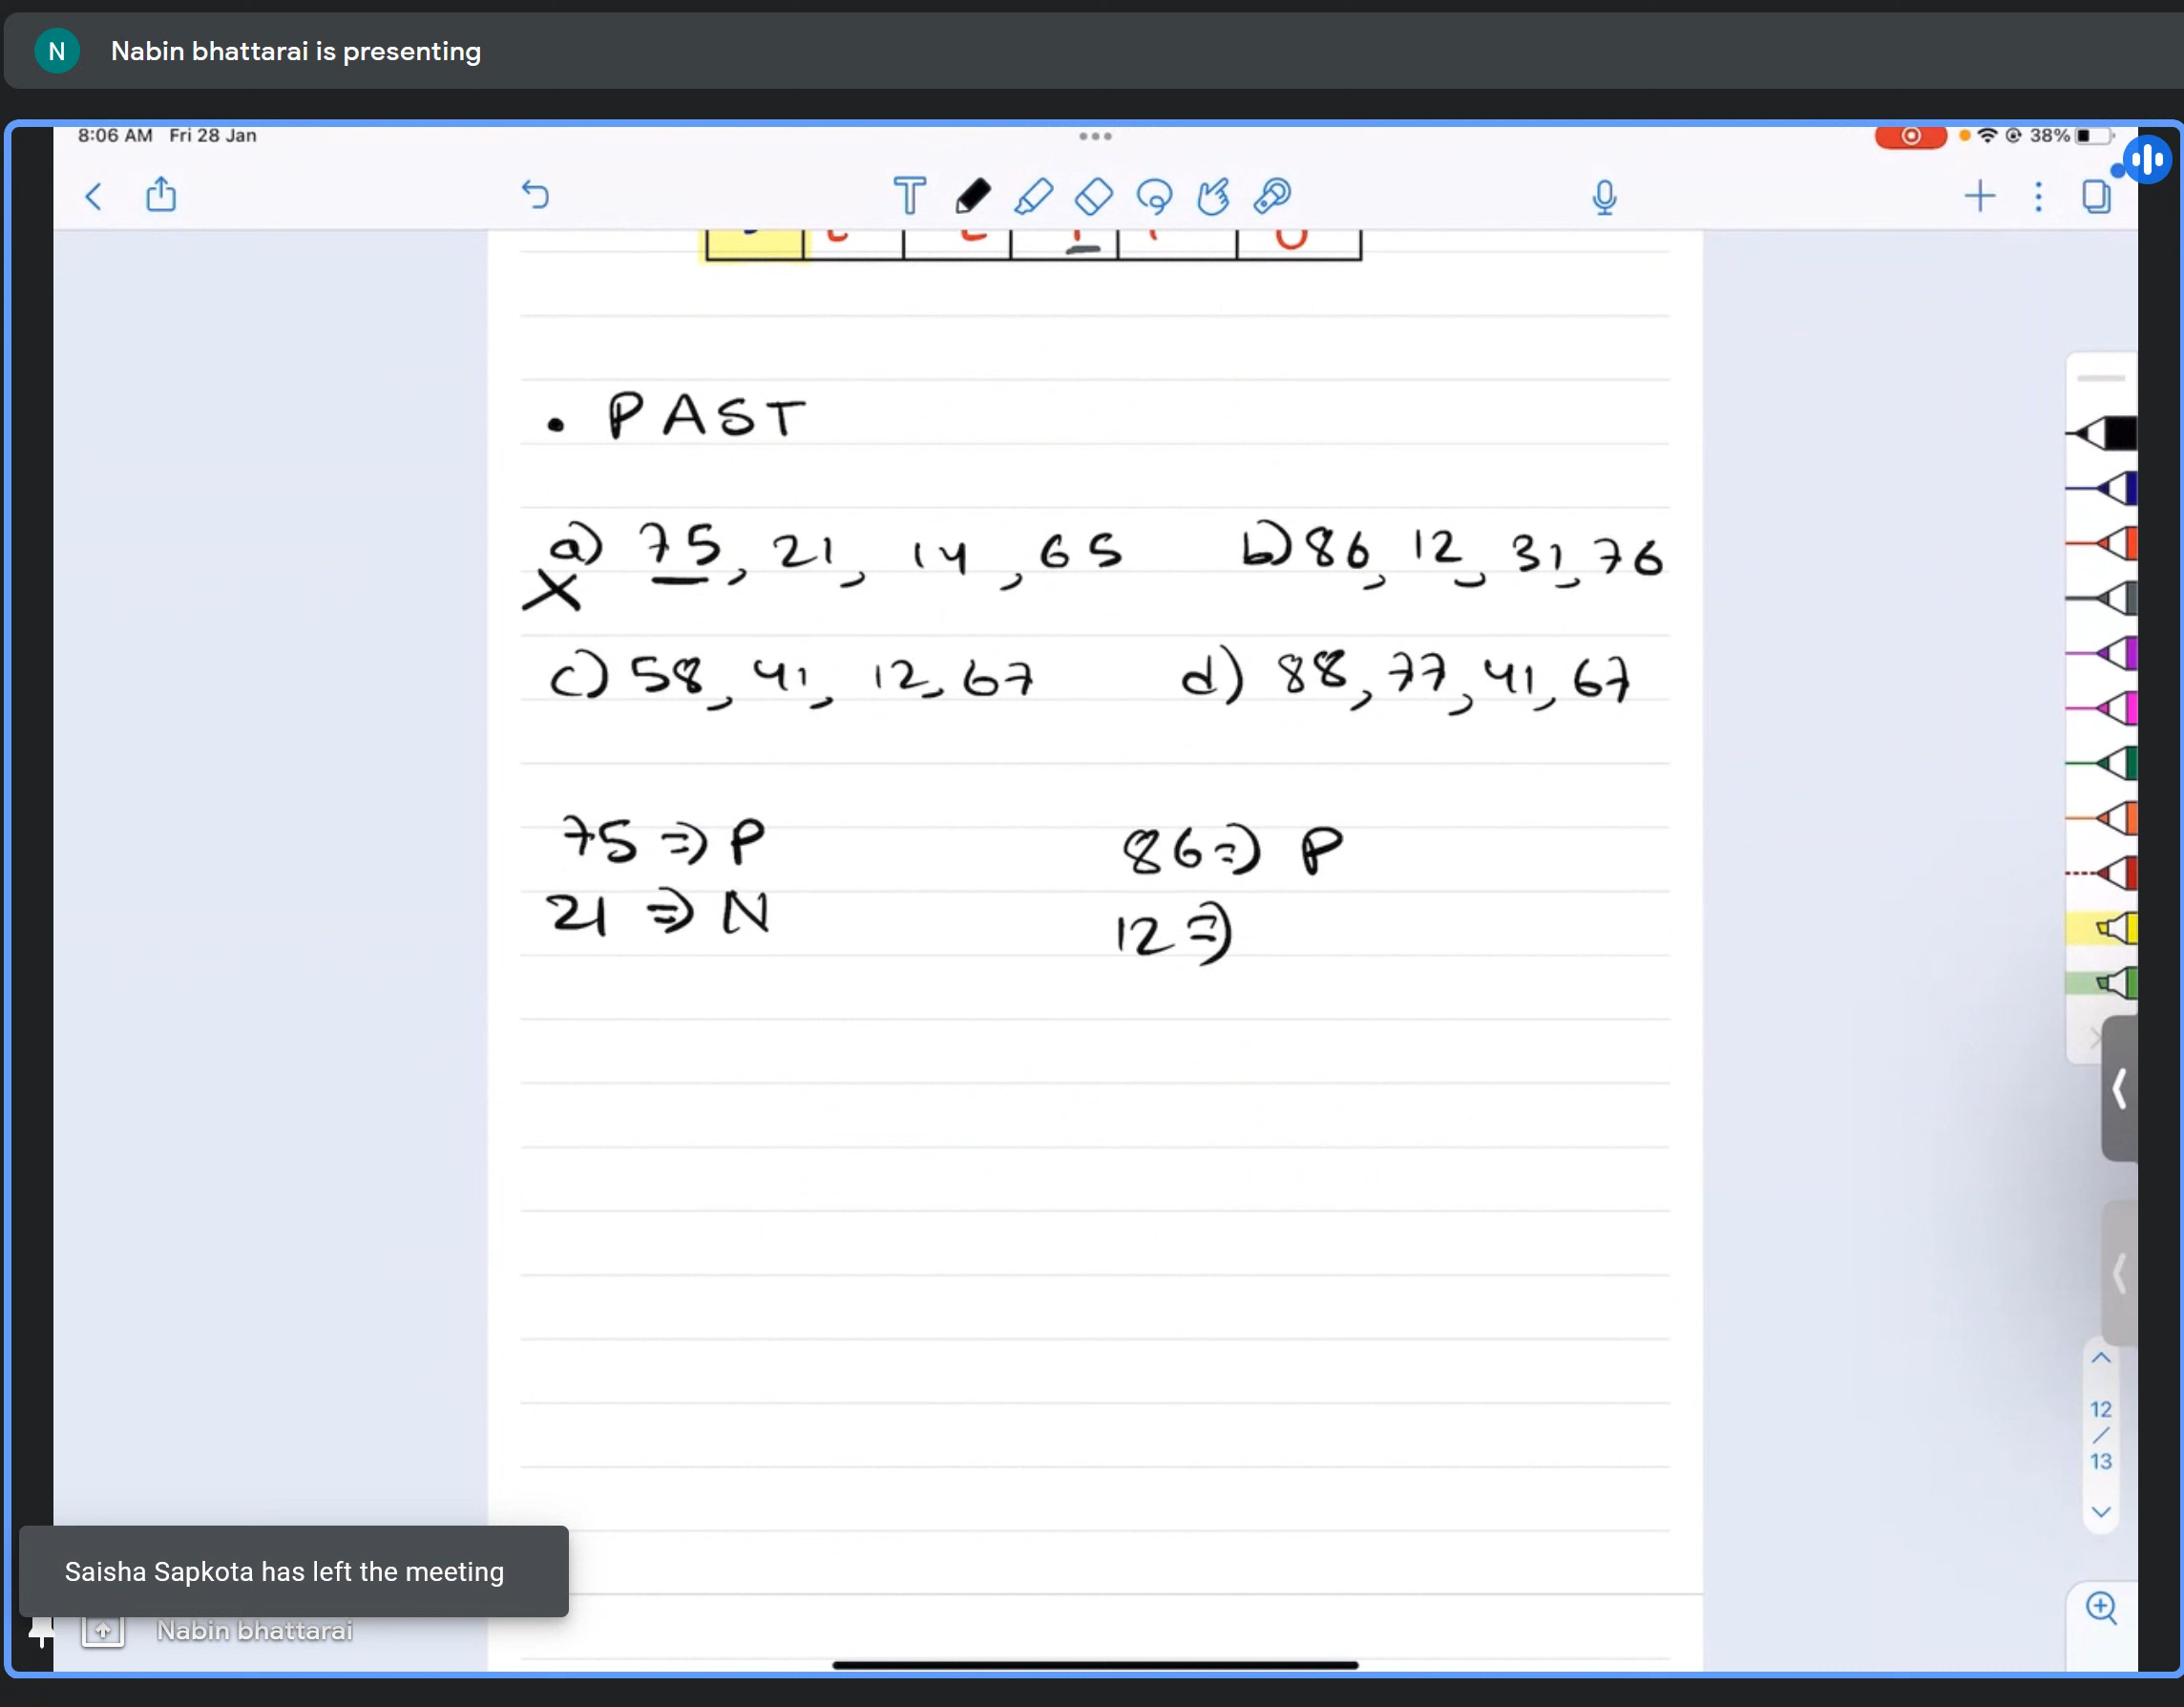 N Nabin bhattarai is presenting
8:06 AM Fri 28 Jan
38%
T
• PAST
a) 75, 21, 14, 65 b) 86, 12, 31, 76
X
c) 58, 41, 12, 67 d) 88, 77, 41, 67
75 => P 86 => P
21 => N 12 =>
12
/
13
Saisha Sapkota has left the meeting
Nabin bhattarai